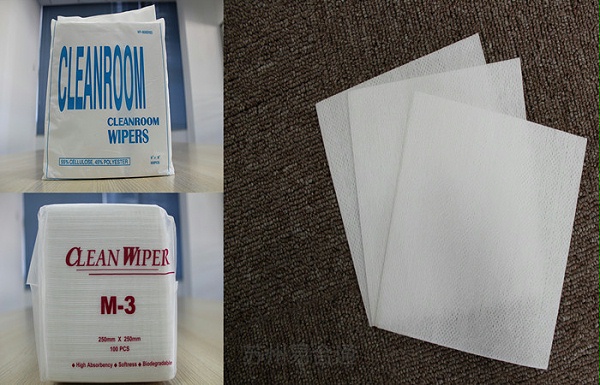 CLEANROOM
CLEANROOM
WIPERS
55% CELLULOSE, 45% POLYESTER
CLEAN WIPER
M-3
250mm X 250mm
100 PCS
♦ High Absorbency ♦ Softness ♦ Biodegradable